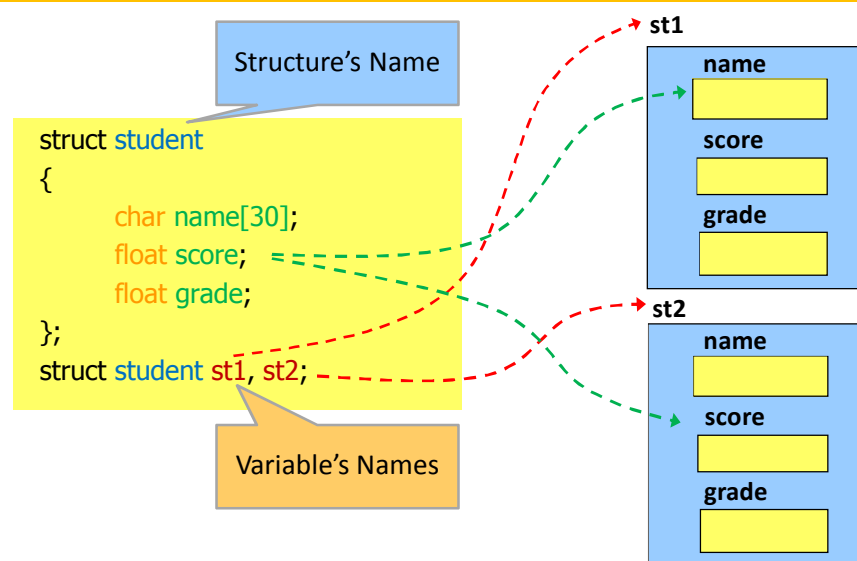 Structure's Name
struct student
{
char name[30];
float score;
float grade;
};
struct student st1, st2;
Variable's Names
st1
name
score
grade
st2
name
score
grade